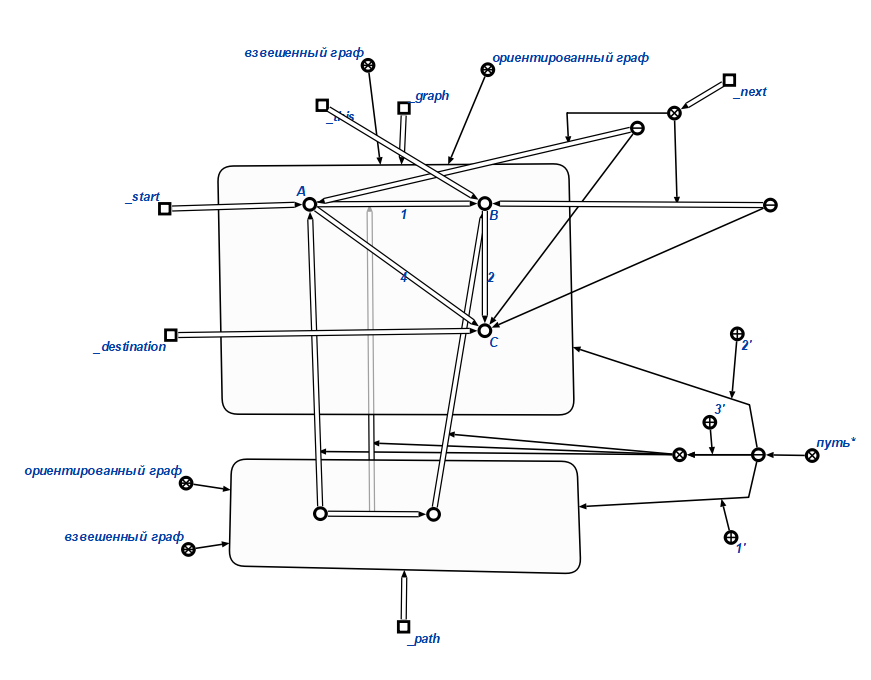 взвешенный граф
ориентированный граф
_graph
_next
_this
_start
A
1
B
4
2
_destination
C
2'
3'
путь*
ориентированный граф
взвешенный граф
1'
_path